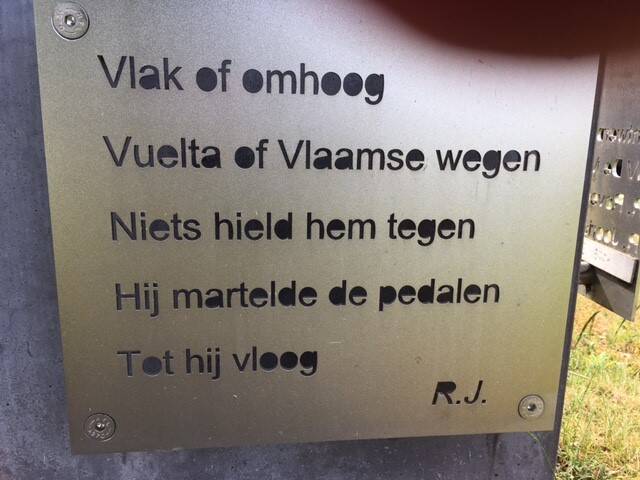 Vlak of omhoog
Vuelta of Vlaamse wegen
Niets hield hem tegen
Hij martelde de pedalen
Tot hij vloog
R.J.